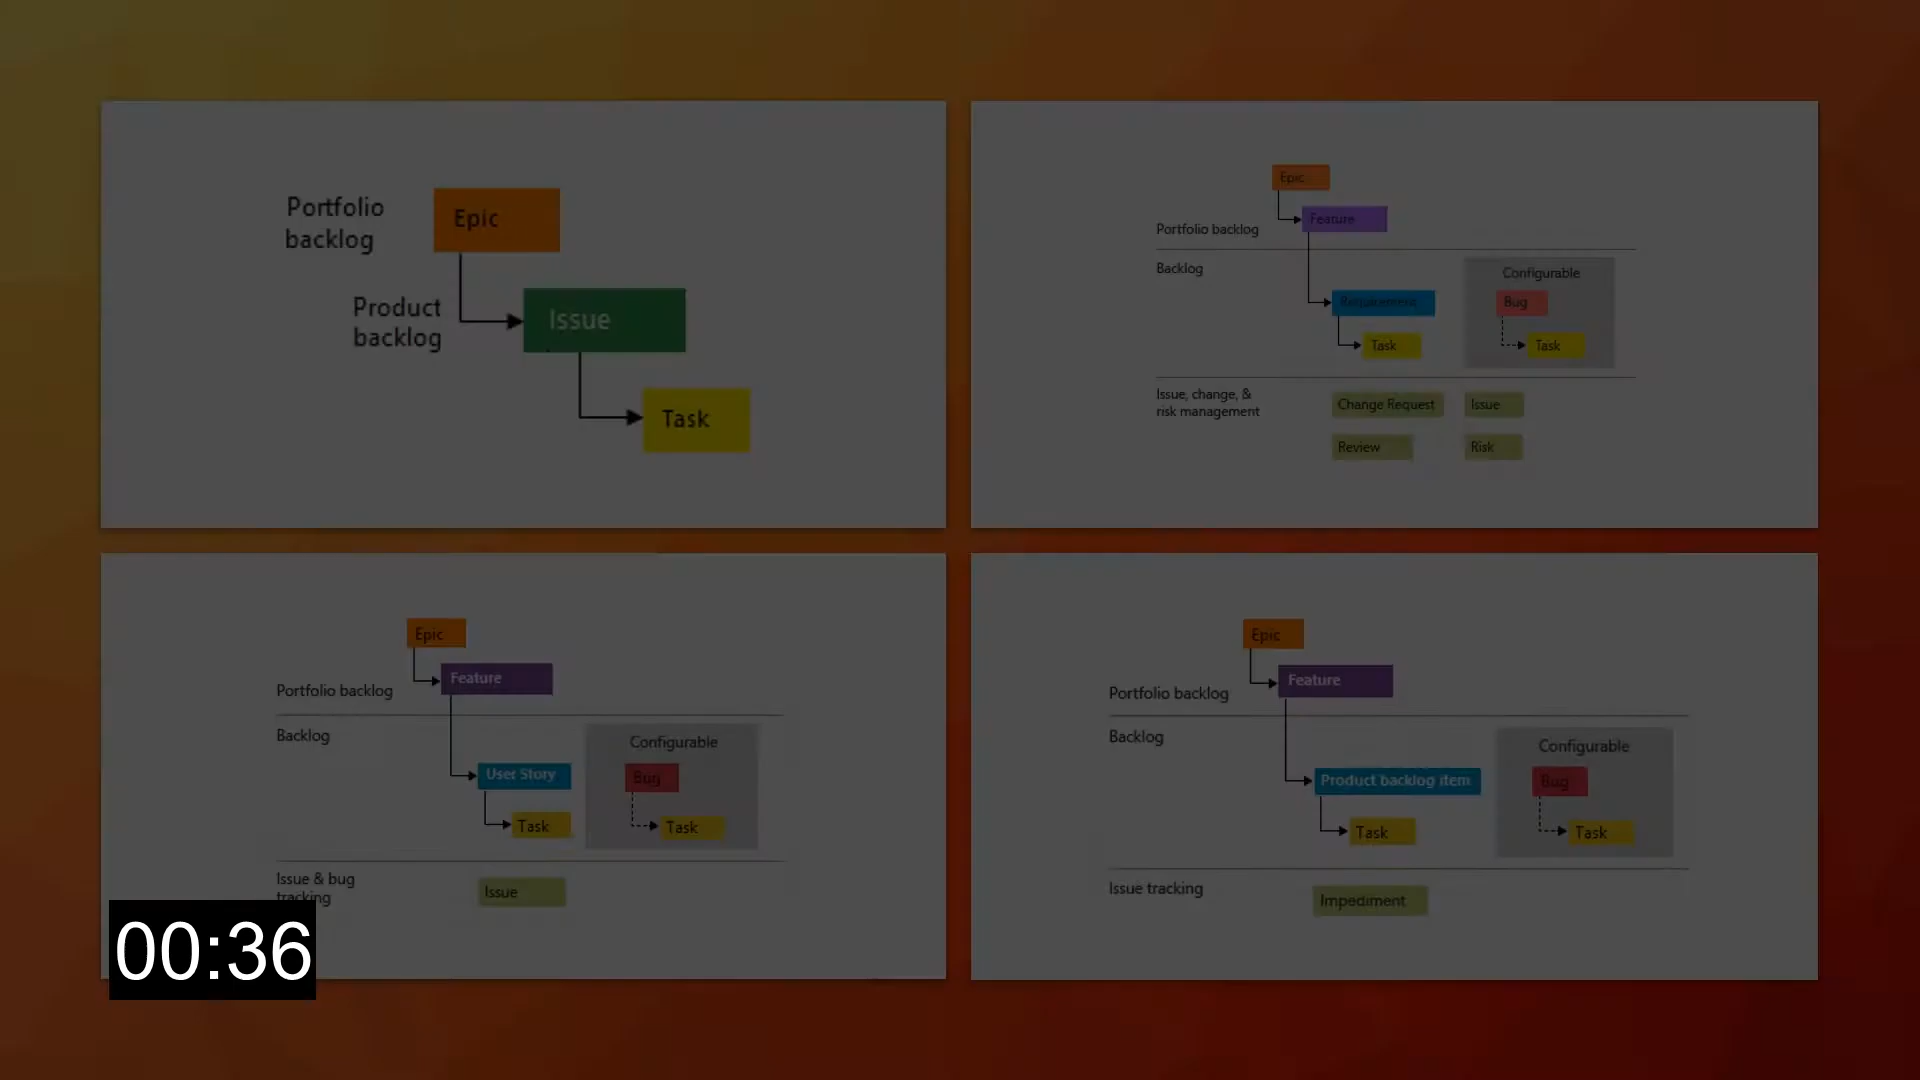 Portfolio
backlog
Epic
Product
backlog
Issue
Task
Epic
Feature
Portfolio backlog
Backlog
Configurable
Requirement
Bug
Task
Task
Issue, change, &
risk management
Change Request
Issue
Review
Risk
Epic
Feature
Portfolio backlog
Backlog
Configurable
User Story
Bug
Task
Task
Issue & bug
tracking
Issue
00:36
Epic
Feature
Portfolio backlog
Backlog
Configurable
Product backlog item
Bug
Task
Task
Issue tracking
Impediment